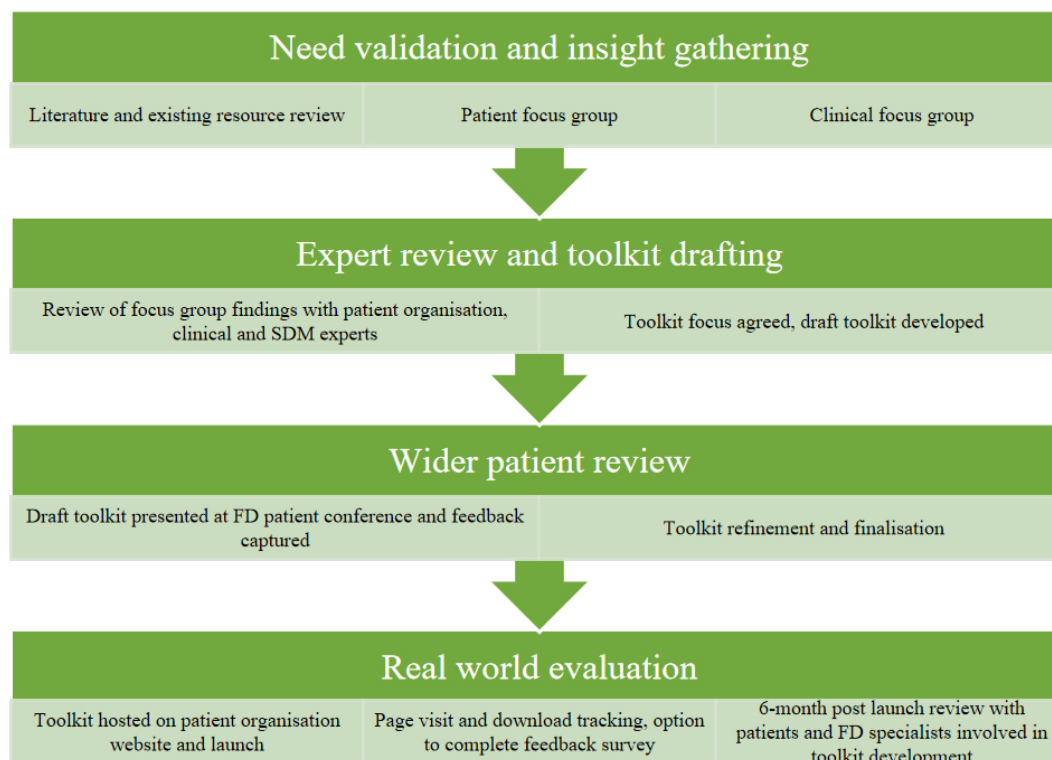 Need validation and insight gathering
Literature and existing resource review
Patient focus group
Clinical focus group
Expert review and toolkit drafting
Review of focus group findings with patient organisation,
clinical and SDM experts
Toolkit focus agreed, draft toolkit developed
Wider patient review
Draft toolkit presented at FD patient conference and feedback
captured
Toolkit refinement and finalisation
Real world evaluation
Toolkit hosted on patient organisation
website and launch
Page visit and download tracking, option
to complete feedback survey
6-month post launch review with
patients and FD specialists involved in
toolkit development